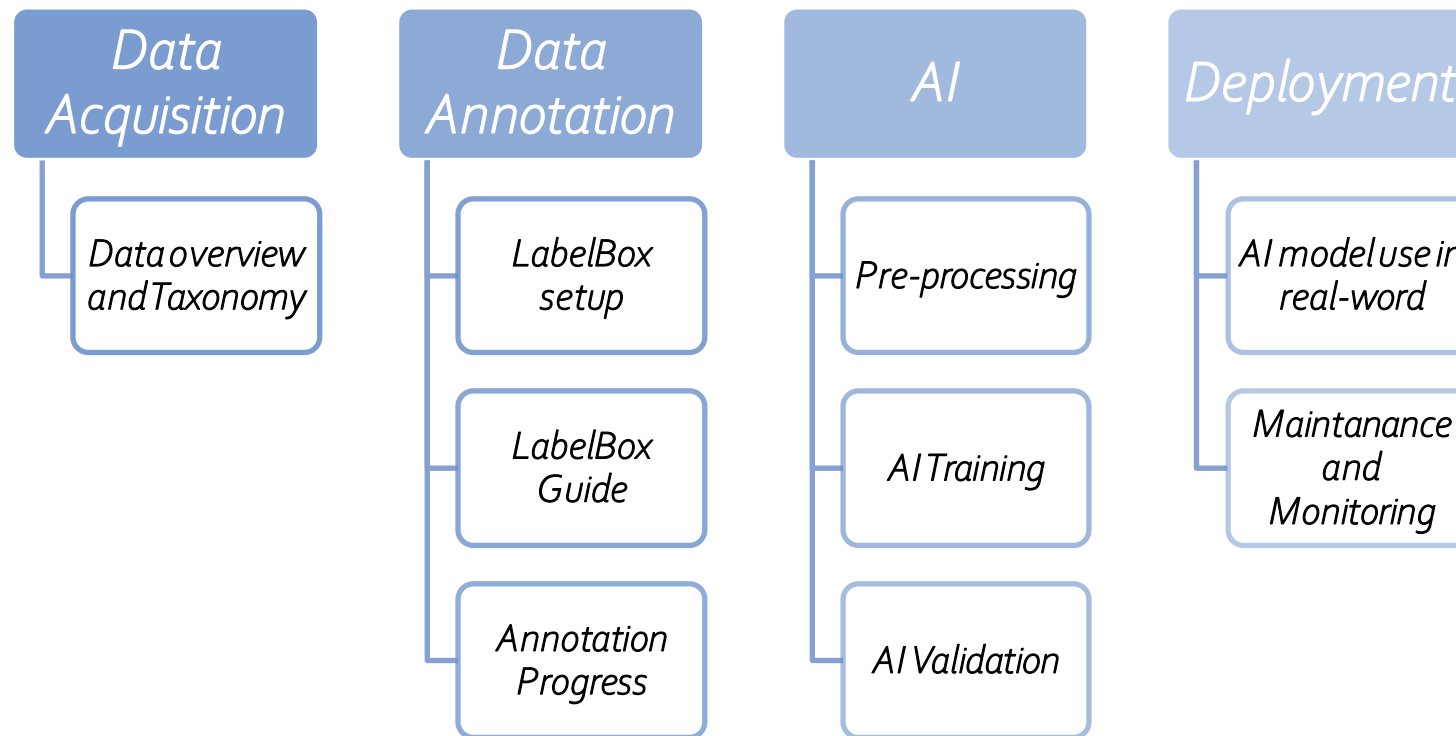 Data
Acquisition
Data overview
and Taxonomy
Data
Annotation
LabelBox
setup
LabelBox
Guide
Annotation
Progress
AI
Pre-processing
AI Training
AI Validation
Deployment
AI model use in
real-word
Maintanance
and
Monitoring